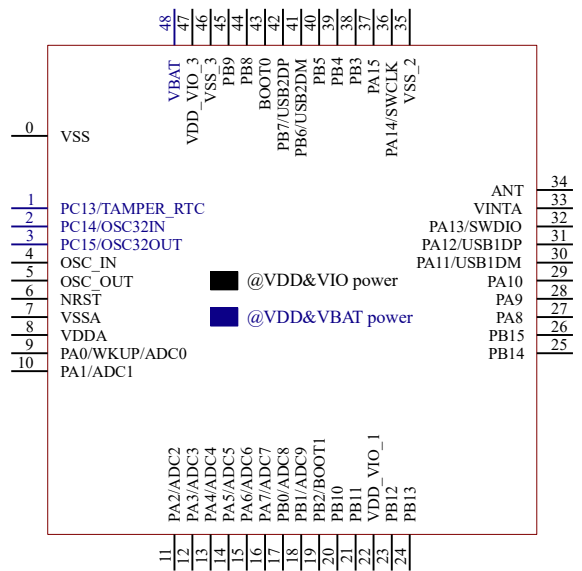 48
47
46
45
44
43
42
41
40
39
38
37
36
35
VBAT
VDD_VIO_3
VSS_3
PB9
PB8
BOOT0
PB7/USB2DP
PB6/USB2DM
PB5
PB4
PB3
PA15
PA14/SWCLK
VSS_2
0 VSS
1 PC13/TAMPER_RTC
2 PC14/OSC32IN
3 PC15/OSC32OUT
4 OSC_IN
5 OSC_OUT
6 NRST
7 VSSA
8 VDDA
9 PA0/WKUP/ADC0
10 PA1/ADC1
@VDD&VIO power
@VDD&VBAT power
ANT 34
VINTA 33
PA13/SWDIO 32
PA12/USB1DP 31
PA11/USB1DM 30
PA10 29
PA9 28
PA8 27
PB15 26
PB14 25
PA2/ADC2
PA3/ADC3
PA4/ADC4
PA5/ADC5
PA6/ADC6
PA7/ADC7
PB0/ADC8
PB1/ADC9
PB2/BOOT1
PB10
PB11
VDD_VIO_1
PB12
PB13
11
12
13
14
15
16
17
18
19
20
21
22
23
24